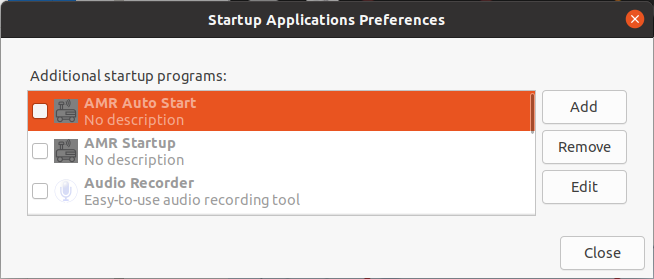 Startup Applications Preferences
Additional startup programs:
AMR Auto Start
No description
AMR Startup
No description
Audio Recorder
Easy-to-use audio recording tool
Add
Remove
Edit
Close